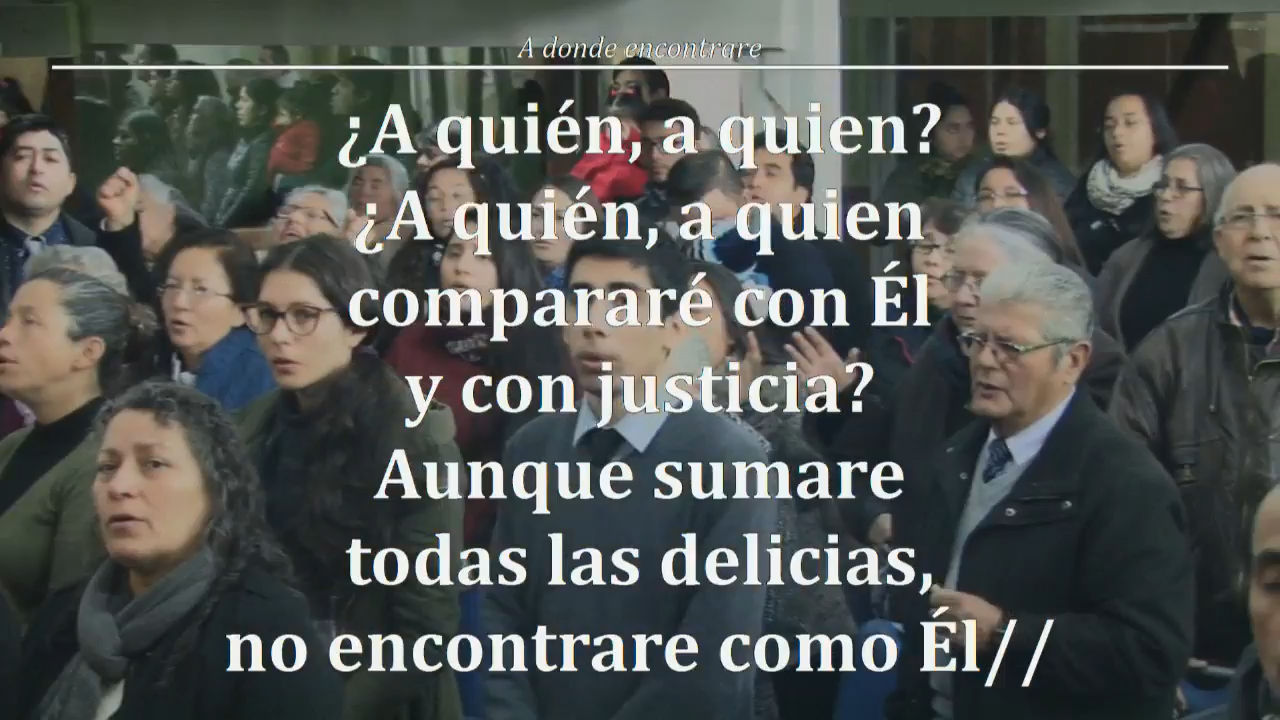 A donde encontrare
¿A quién, a quien?
¿A quién, a quien
compararé con Él
y con justicia?
Aunque sumare
todas las delicias,
no encontrare como Él//